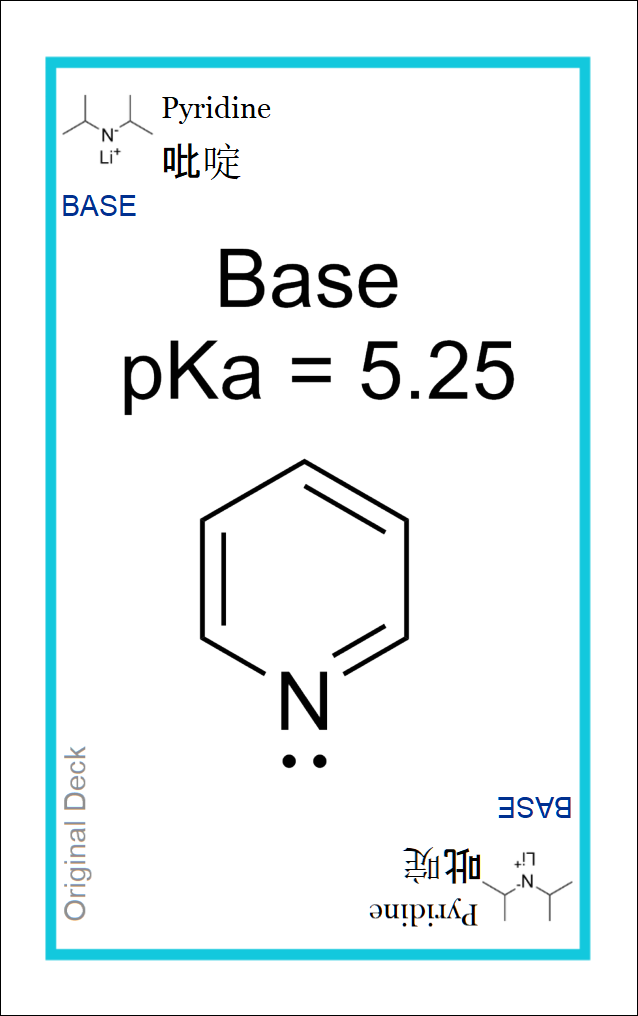 Pyridine
吡啶
N-
Li+
BASE
Base
pKa = 5.25
N
Original Deck
BASE
Li+
N-
吡啶
Pyridine